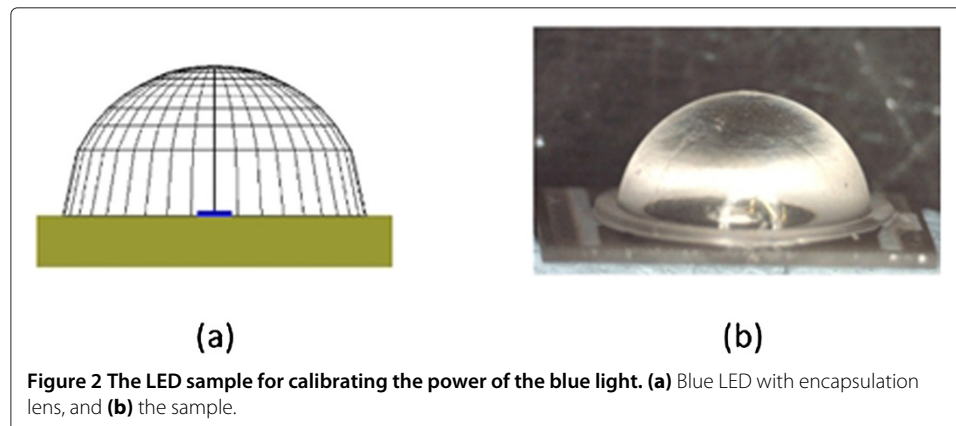 (a)
(b)
Figure 2 The LED sample for calibrating the power of the blue light. (a) Blue LED with encapsulation
lens, and (b) the sample.